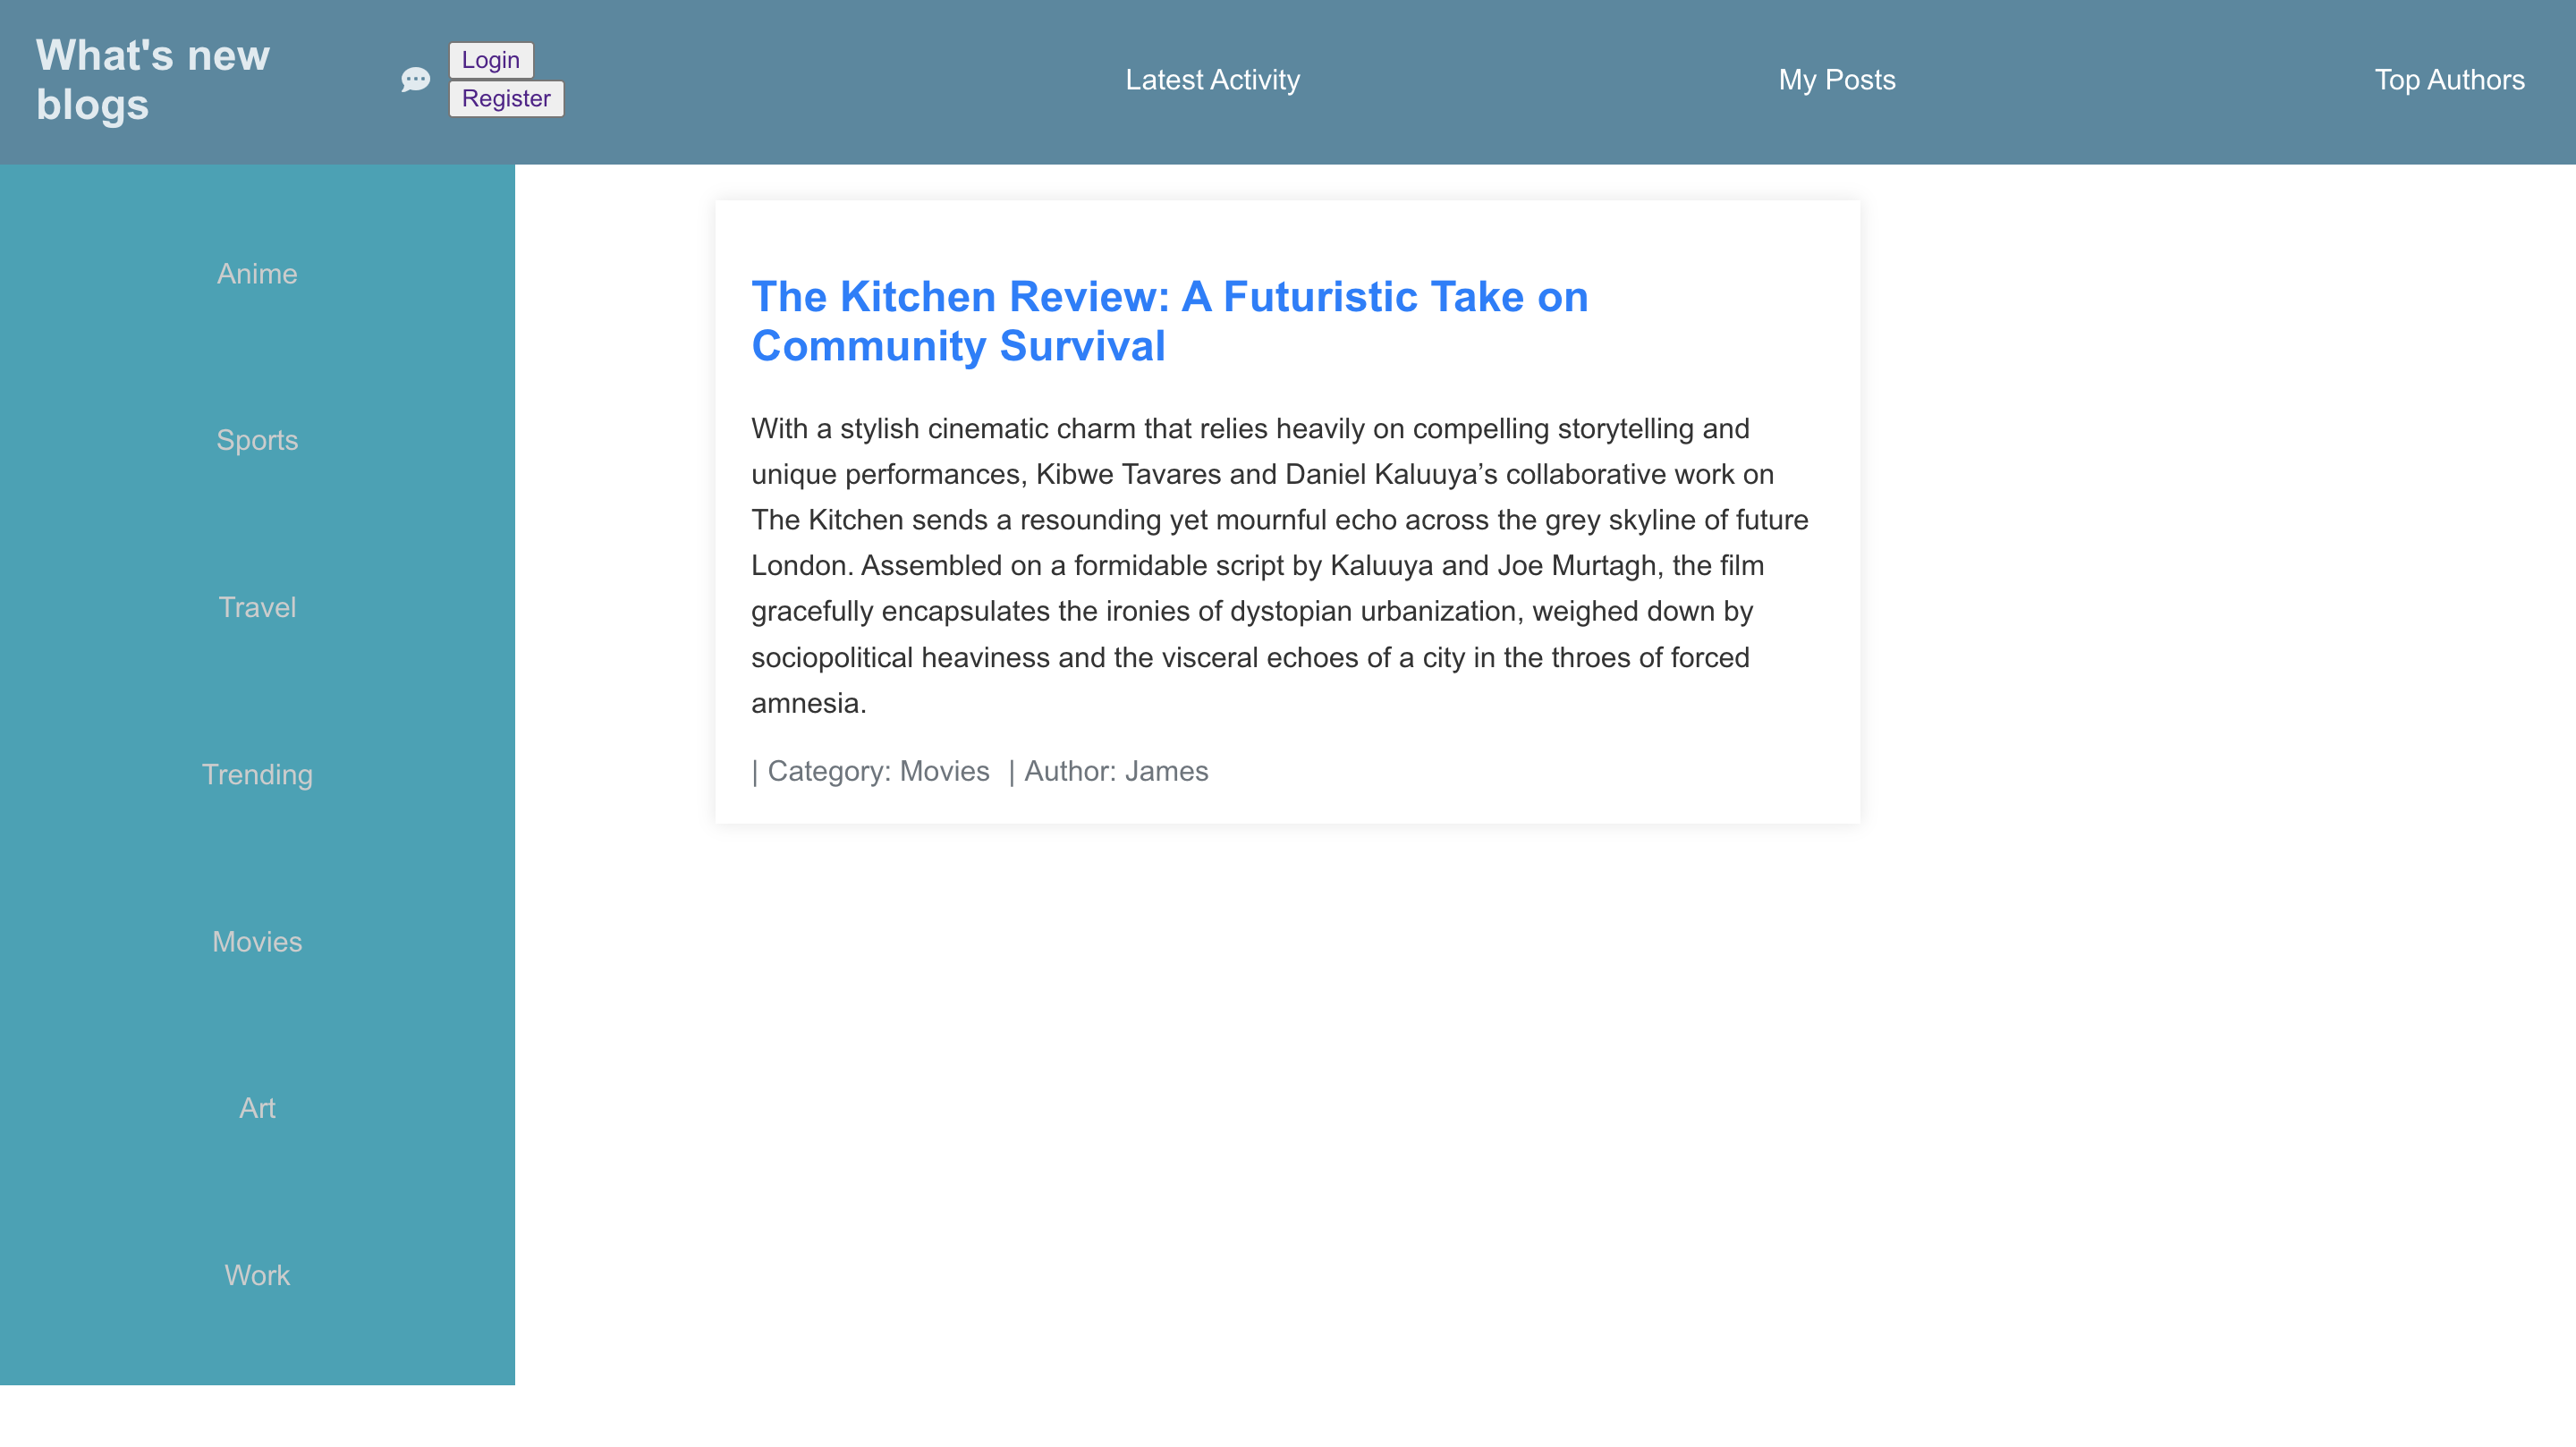 What's new
blogs
Login
Register
Latest Activity
My Posts
Top Authors
Anime
Sports
Travel
Trending
Movies
Art
Work
The Kitchen Review: A Futuristic Take on
Community Survival
With a stylish cinematic charm that relies heavily on compelling storytelling and
unique performances, Kibwe Tavares and Daniel Kaluuya’s collaborative work on
The Kitchen sends a resounding yet mournful echo across the grey skyline of future
London. Assembled on a formidable script by Kaluuya and Joe Murtagh, the film
gracefully encapsulates the ironies of dystopian urbanization, weighed down by
sociopolitical heaviness and the visceral echoes of a city in the throes of forced
amnesia.
| Category: Movies | Author: James